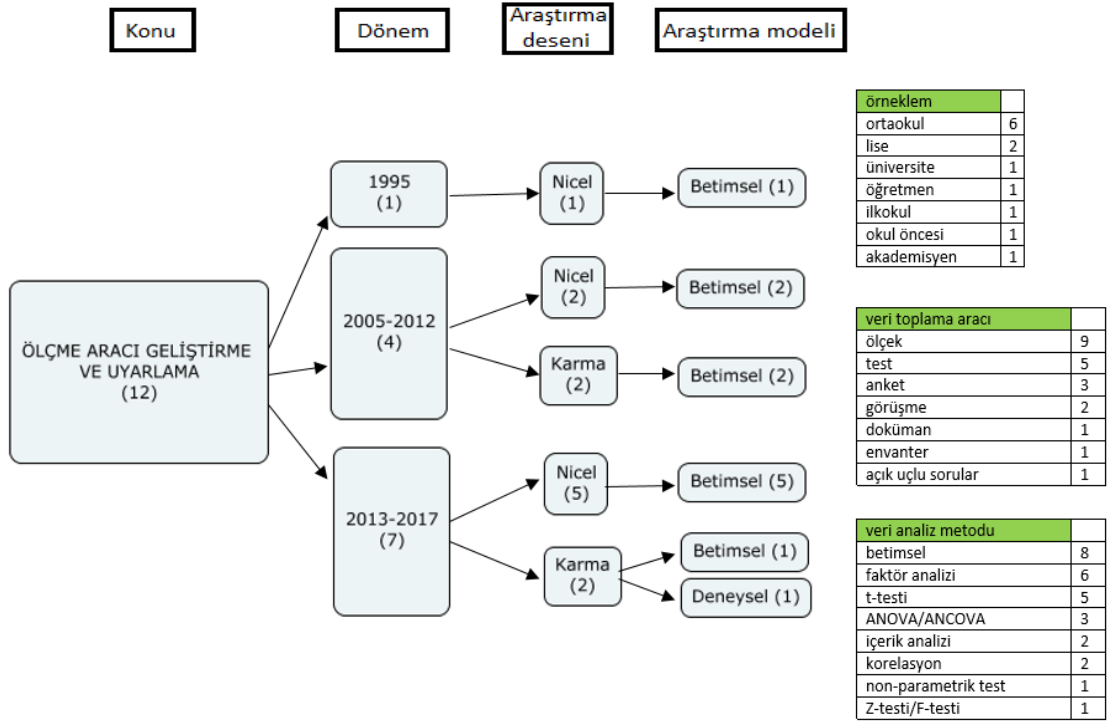 Konu
Dönem
Araştırma
deseni
Araştırma modeli
ÖLÇME ARACI GELİŞTİRME
VE UYARLAMA
(12)
1995
(1)
Nicel
(1)
Betimsel (1)
2005-2012
(4)
Nicel
(2)
Betimsel (2)
Karma
(2)
Betimsel (2)
2013-2017
(7)
Nicel
(5)
Betimsel (5)
Karma
(2)
Betimsel (1)
Deneysel (1)
örneklem
ortaokul 6
lise 2
üniversite 1
öğretmen 1
ilkokul 1
okul öncesi 1
akademisyen 1
veri toplama aracı
ölçek 9
test 5
anket 3
görüşme 2
doküman 1
envanter 1
açık uçlu sorular 1
veri analiz metodu
betimsel 8
faktör analizi 6
t-testi 5
ANOVA/ANCOVA 3
içerik analizi 2
korelasyon 2
non-parametrik test 1
Z-testi/F-testi 1